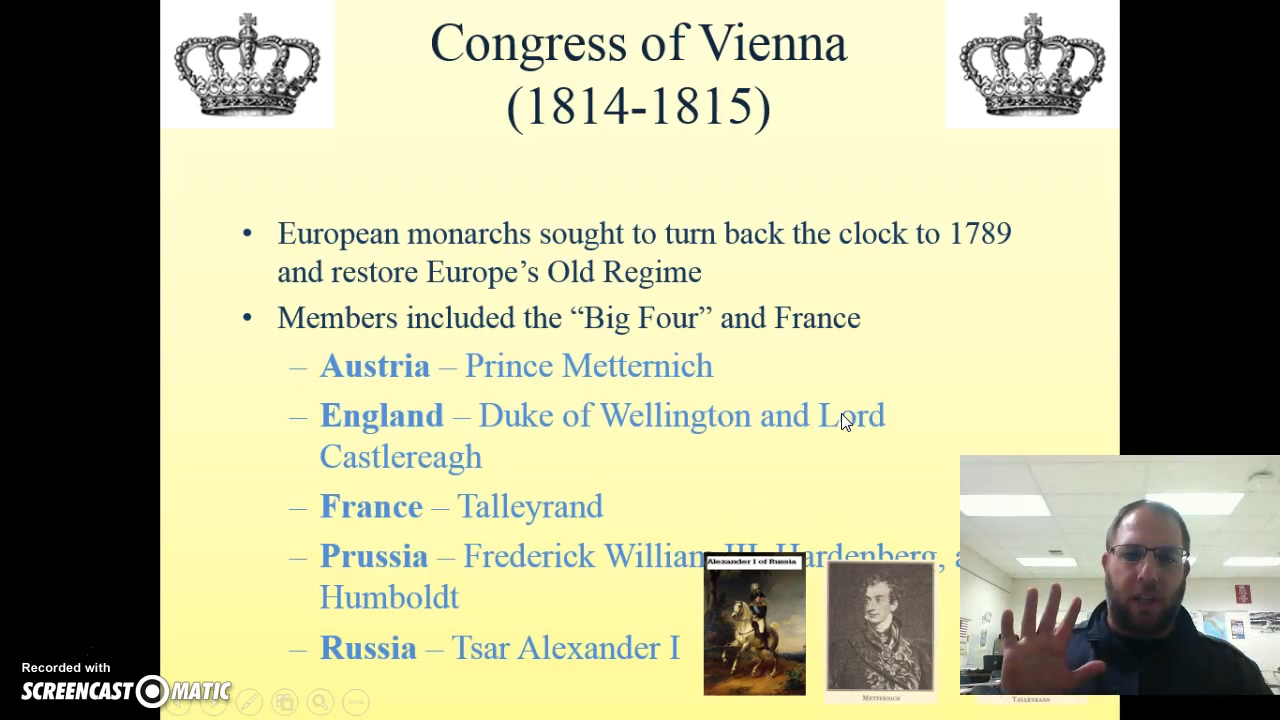 Congress of Vienna
(1814-1815)
• European monarchs sought to turn back the clock to 1789
and restore Europe's Old Regime
• Members included the “Big Four” and France
– Austria – Prince Metternich
– England – Duke of Wellington and Lord
Castlereagh
– France – Talleyrand
– Prussia – Frederick William III, Hardenberg,
Humboldt
– Russia – Tsar Alexander I
Alexander I of Russia
METTERNICH
TALLEYRAND
Recorded with
SCREENCAST MATIC